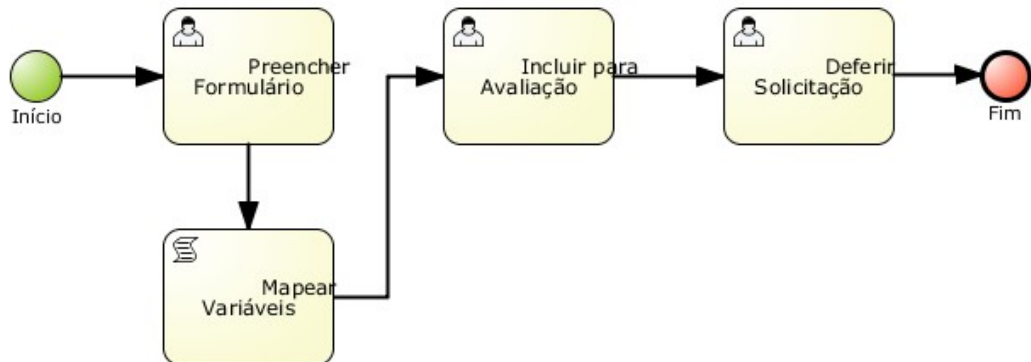 Início
Preencher
Formulário
Mapear
Variáveis
Incluir para
Avaliação
Deferir
Solicitação
Fim